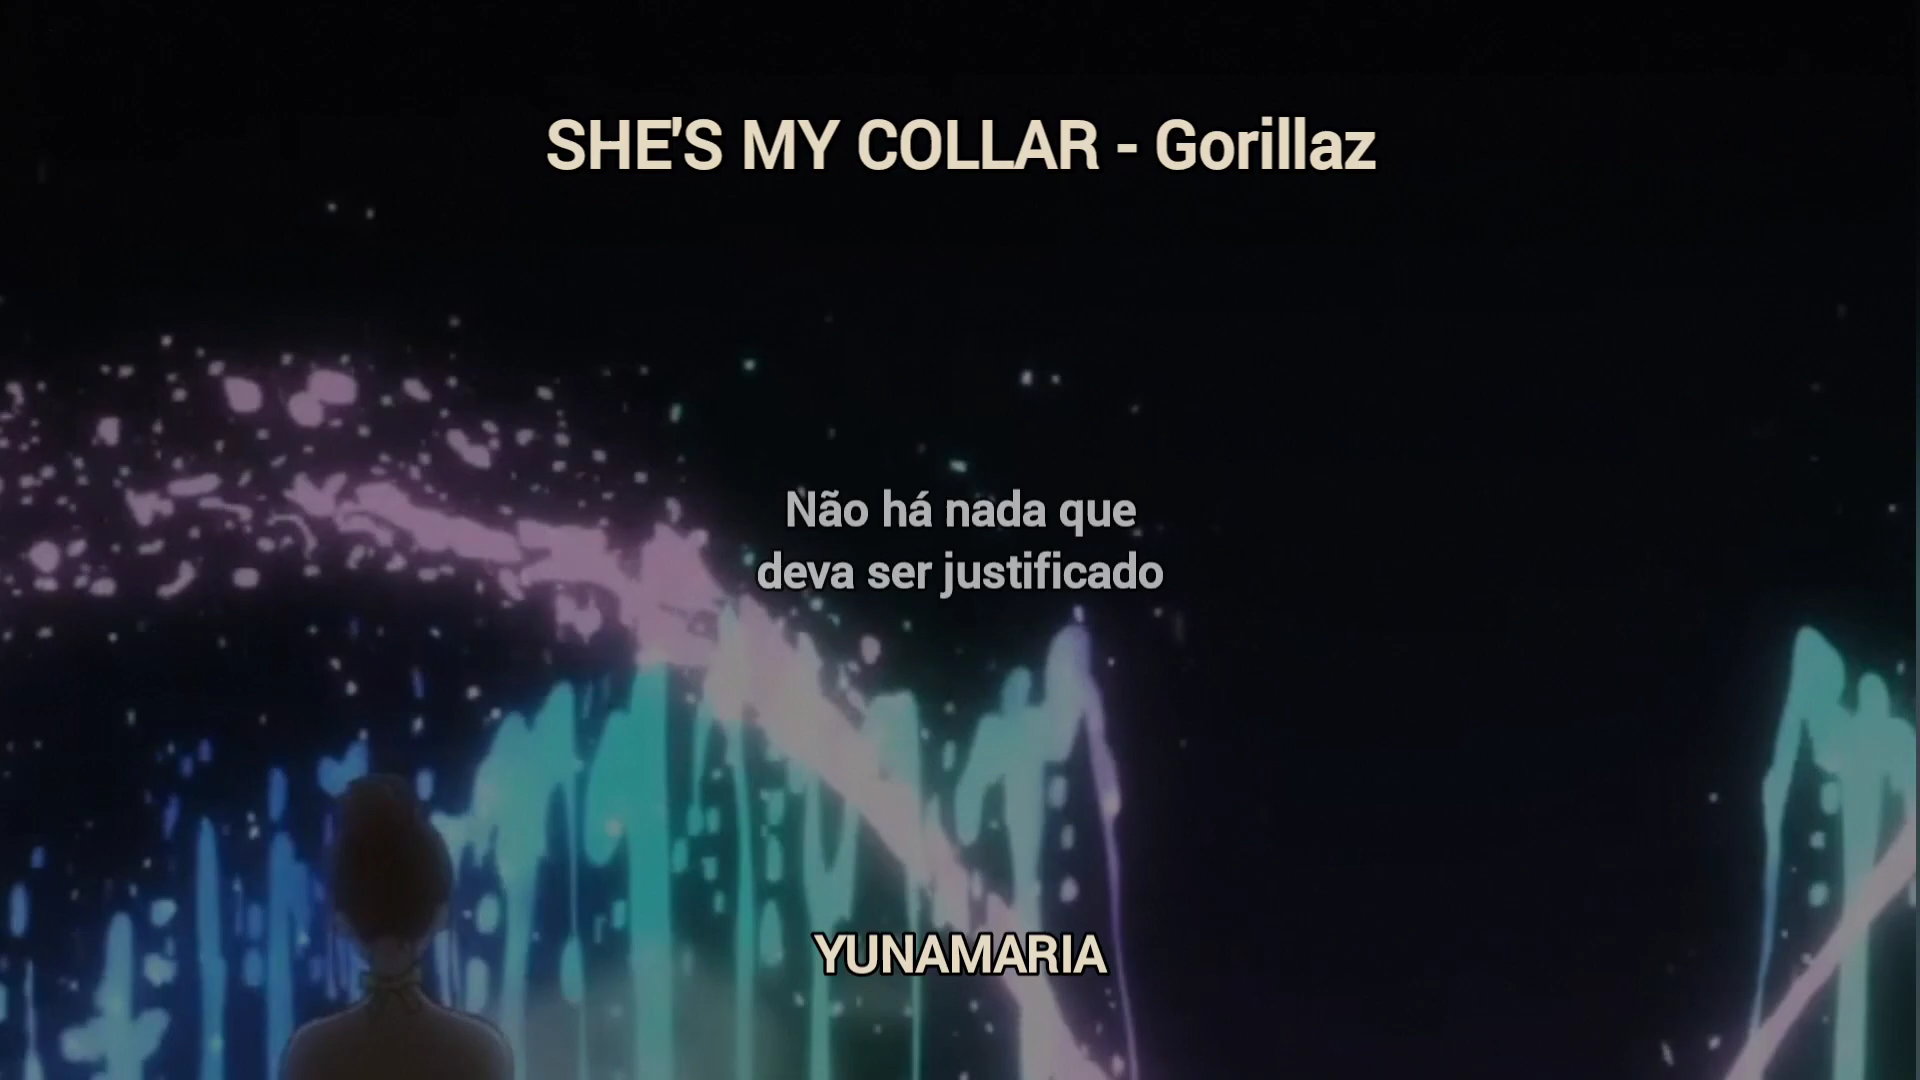 SHE'S MY COLLAR - Gorillaz
Não há nada que
deva ser justificado
YUNAMARIA